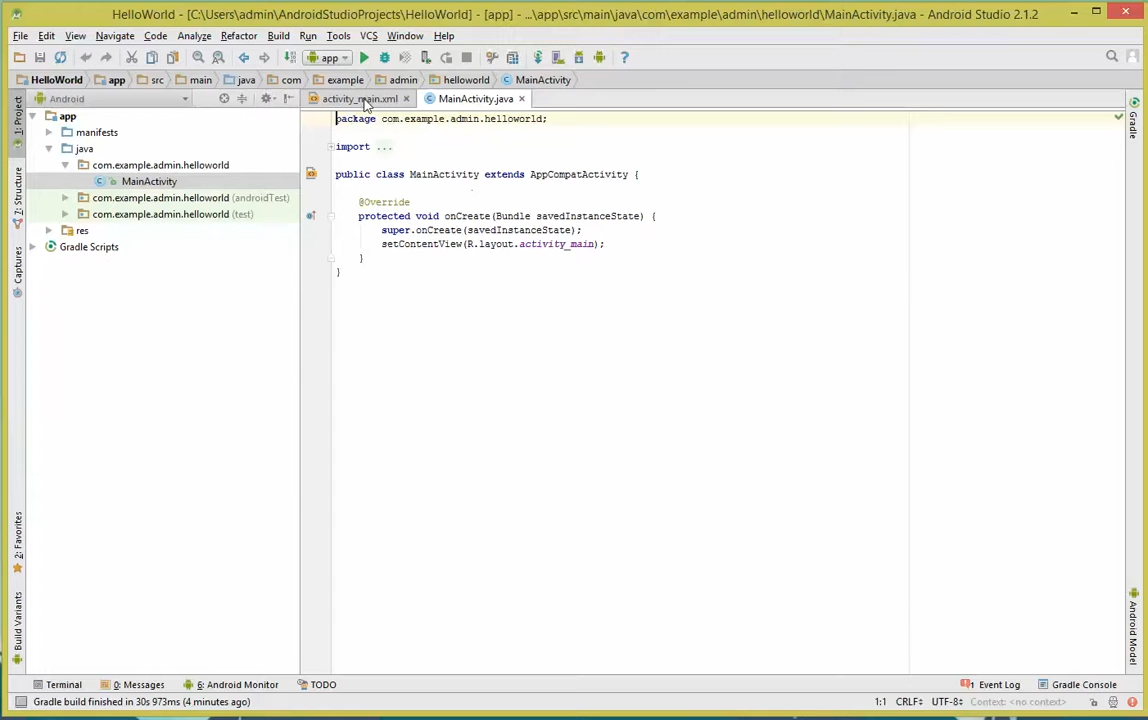 HelloWorld - [C:\Users\admin\AndroidStudioProjects\HelloWorld] - [app] - ...\app\src\main\java\com\example\admin\helloworld\MainActivity.java - Android Studio 2.1.2
File Edit View Navigate Code Analyze Refactor Build Run Tools VCS Window Help
app
HelloWorld app src main java com example admin helloworld MainActivity
Android
activity_main.xml MainActivity.java
1: Project
7: Structure
Captures
2: Favorites
Build Variants
app
manifests
java
com.example.admin.helloworld
MainActivity
com.example.admin.helloworld (androidTest)
com.example.admin.helloworld (test)
res
Gradle Scripts
package com.example.admin.helloworld;
import ...
public class MainActivity extends AppCompatActivity {
@Override
protected void onCreate(Bundle savedInstanceState) {
super.onCreate(savedInstanceState);
setContentView(R.layout.activity_main);
}
}
Gradle
Android Model
Terminal 0: Messages 6: Android Monitor TODO 1 Event Log Gradle Console
Gradle build finished in 30s 973ms (4 minutes ago) 1:1 CRLF UTF-8 Context: <no context>